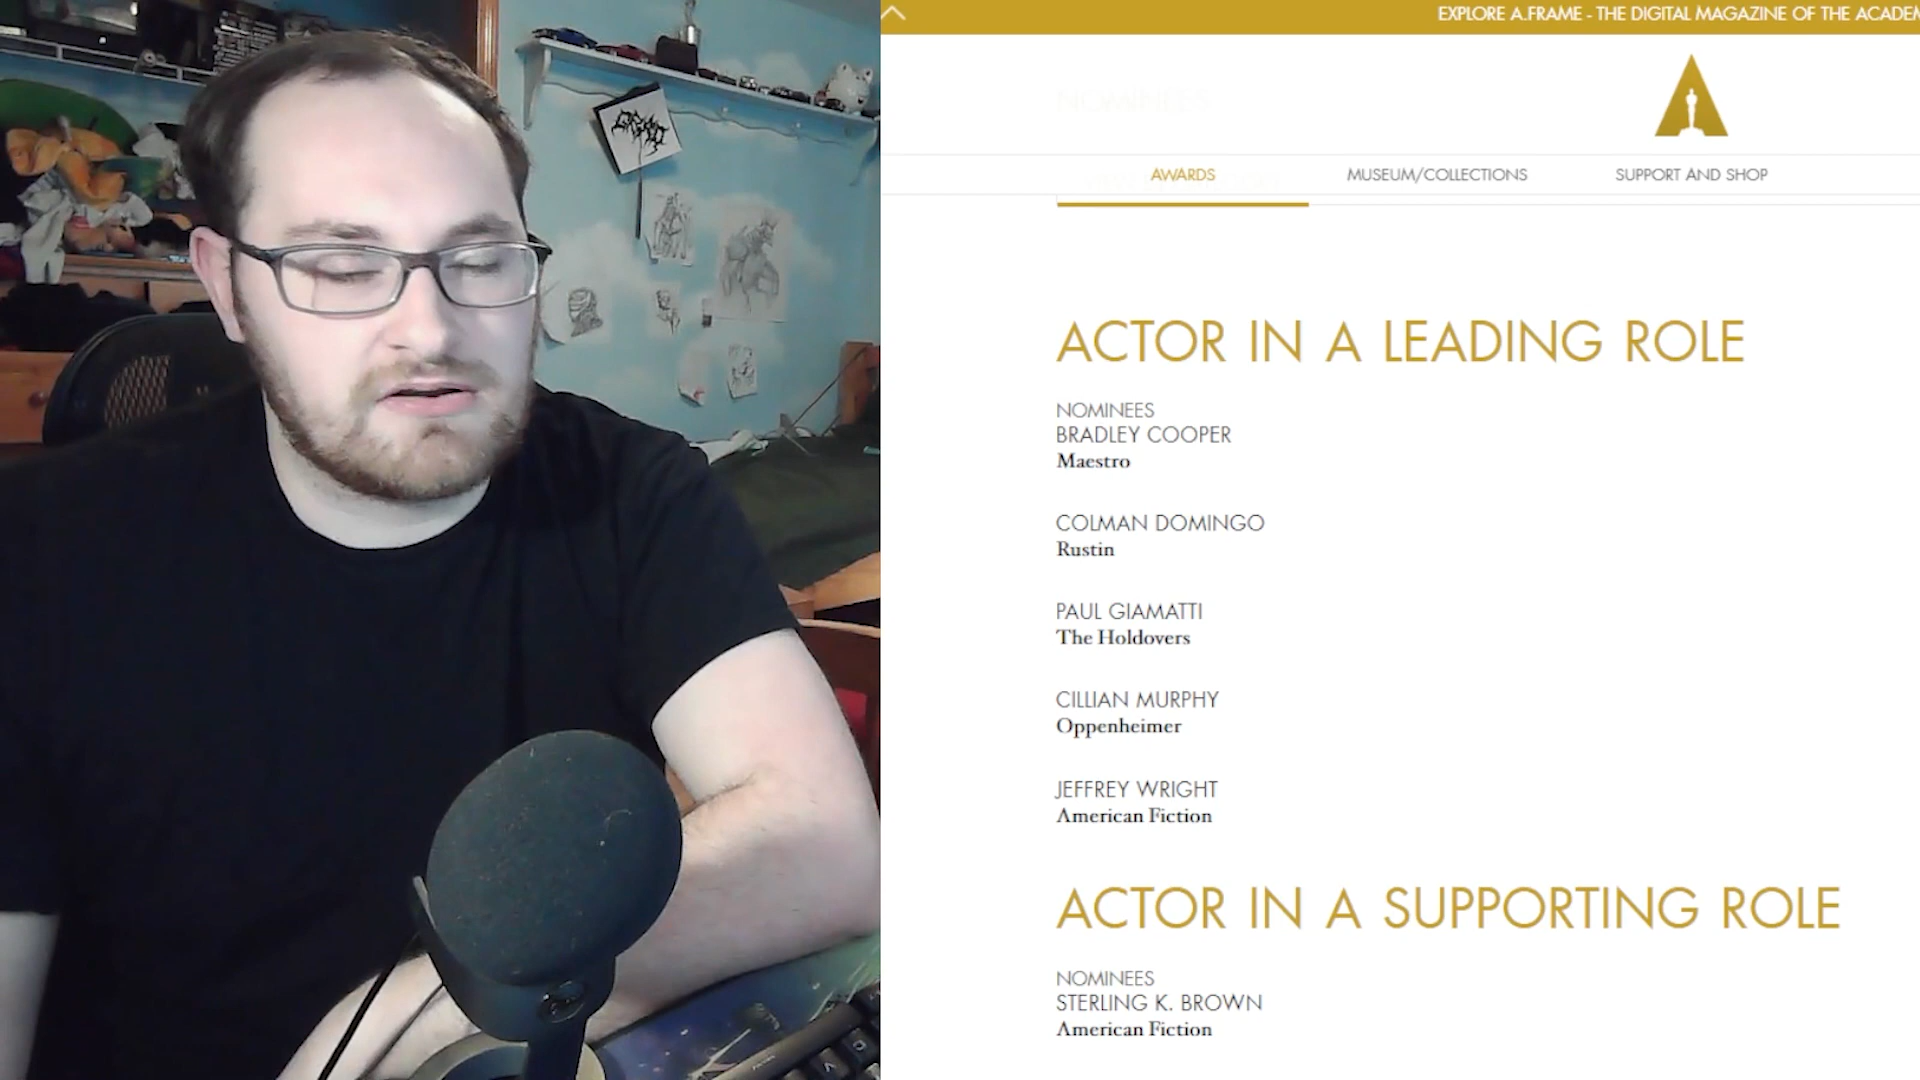 EXPLORE A.FRAME - THE DIGITAL MAGAZINE OF THE
NOMINEES
AWARDS
MUSEUM/COLLECTIONS
SUPPORT AND SHOP
ACTOR IN A LEADING ROLE
NOMINEES
BRADLEY COOPER
Maestro
COLMAN DOMINGO
Rustin
PAUL GIAMATTI
The Holdovers
CILLIAN MURPHY
Oppenheimer
JEFFREY WRIGHT
American Fiction
ACTOR IN A SUPPORTING ROLE
NOMINEES
STERLING K. BROWN
American Fiction